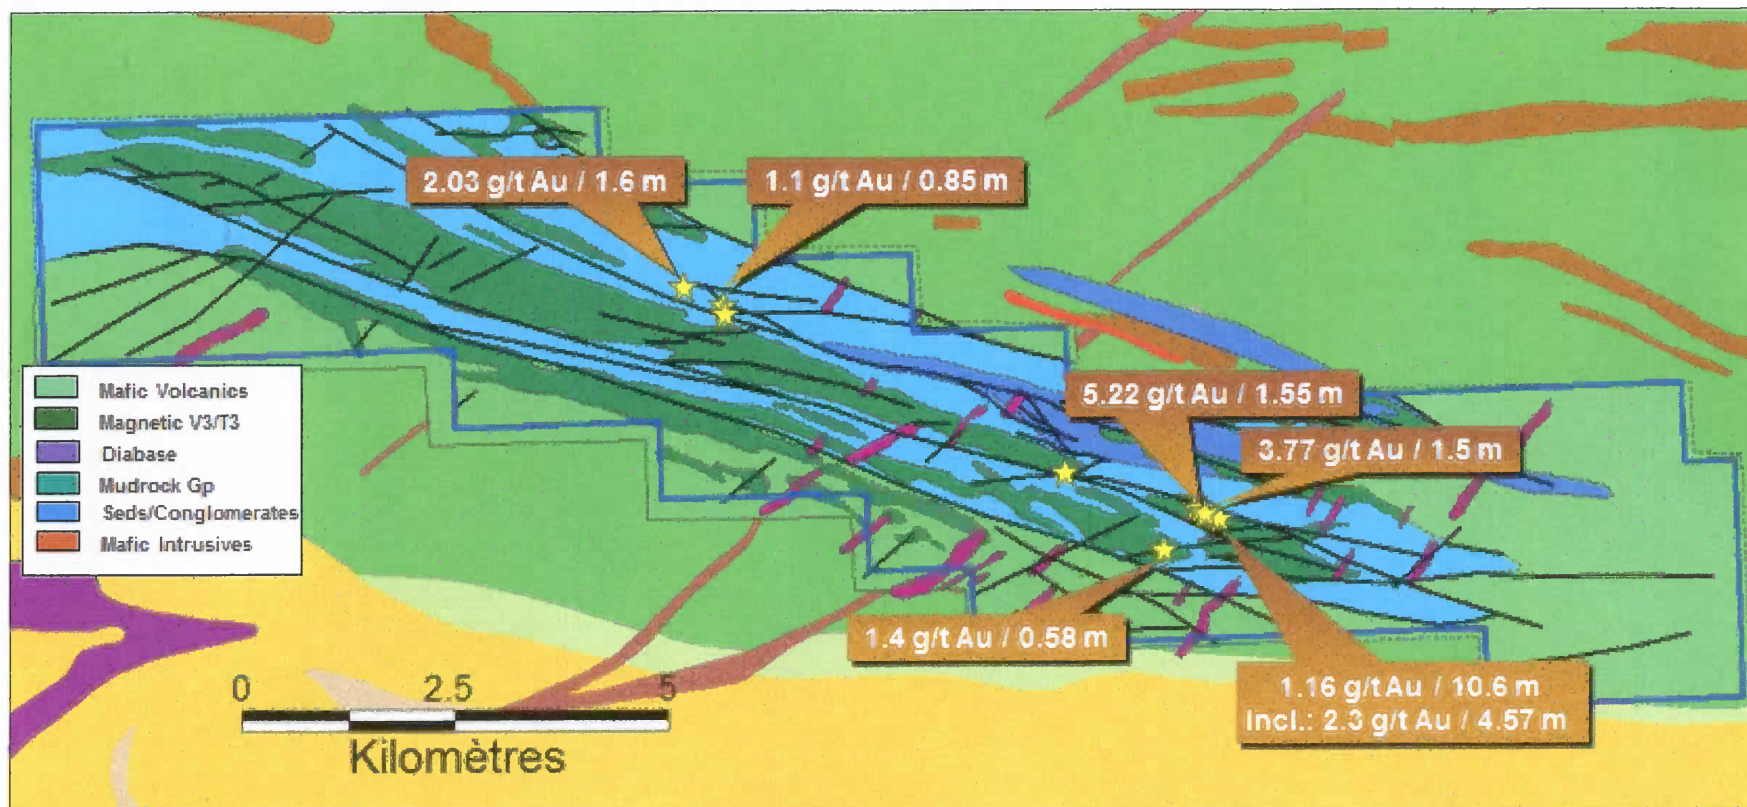 2.03 g/t Au / 1.6 m
1.1 g/t Au / 0.85 m
5.22 g/t Au / 1.55 m
3.77 g/t Au / 1.5 m
Mafic Volcanics
Magnetic V3/T3
Diabase
Mudrock Gp
Seds/Conglomerates
Mafic Intrusives
1.4 g/t Au / 0.58 m
1.16 g/t Au / 10.6 m
Incl.: 2.3 g/t Au / 4.57 m
0 2.5 5
Kilomètres